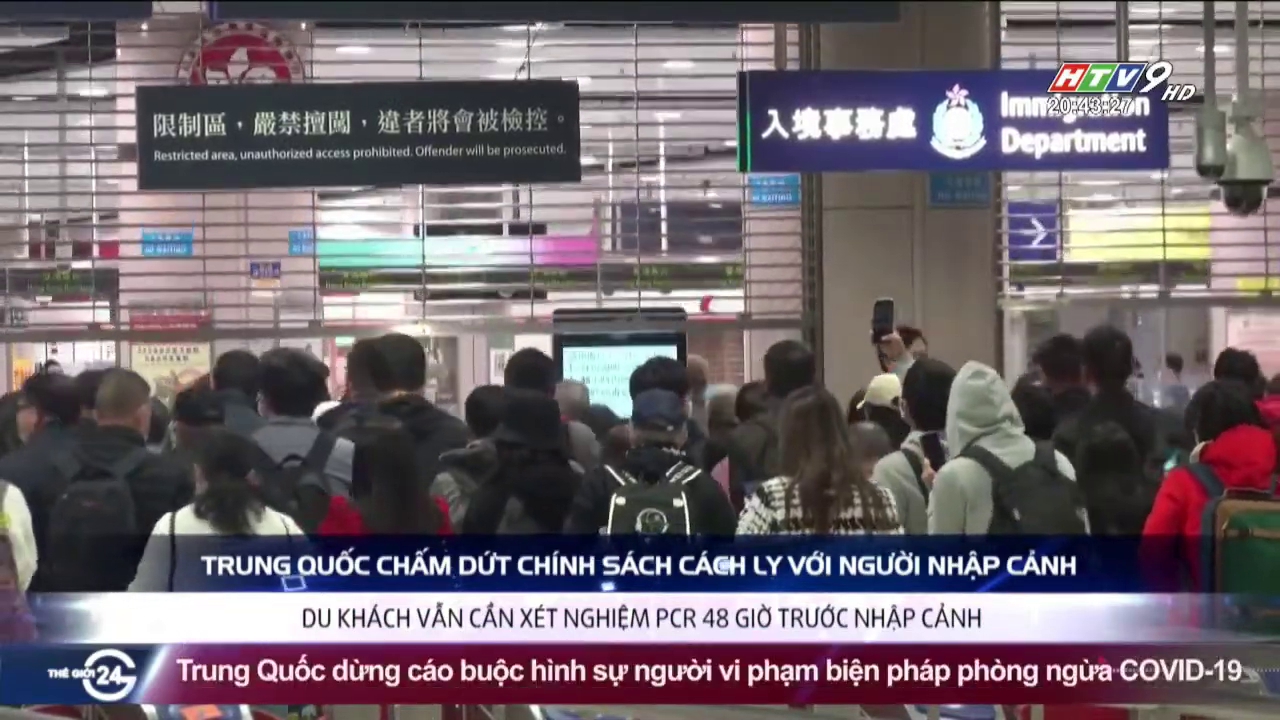 HTV9 HD
20:43:27
限制區，嚴禁擅闖，違者將會被檢控。
Restricted area, unauthorized access prohibited. Offender will be prosecuted.
入境事務處
Immigration
Department
TRUNG QUỐC CHẤM DỨT CHÍNH SÁCH CÁCH LY VỚI NGƯỜI NHẬP CẢNH
DU KHÁCH VẪN CẦN XÉT NGHIỆM PCR 48 GIỜ TRƯỚC NHẬP CẢNH
THẾ GIỚI 24G
Trung Quốc dừng cáo buộc hình sự người vi phạm biện pháp phòng ngừa COVID-19